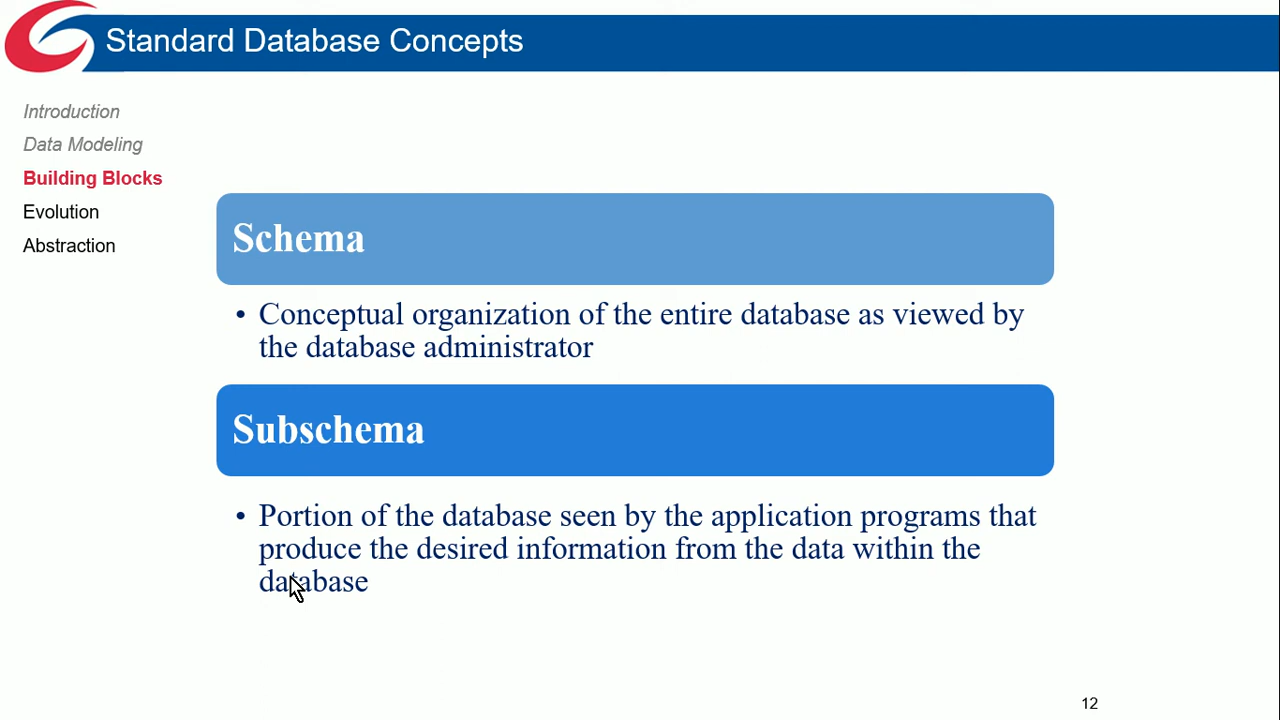 Standard Database Concepts
Introduction
Data Modeling
Building Blocks
Evolution
Abstraction
Schema
• Conceptual organization of the entire database as viewed by
the database administrator
Subschema
• Portion of the database seen by the application programs that
produce the desired information from the data within the
database
12